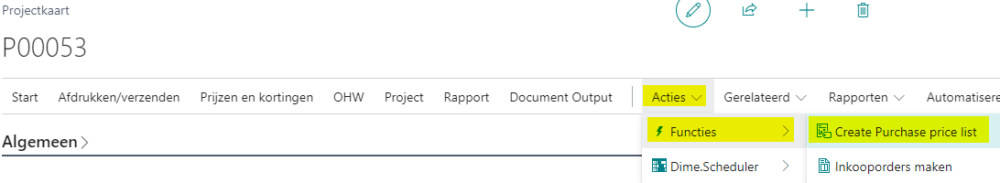 Projectkaart
P00053
Start Afdrukken/verzenden Prijzen en kortingen OHW Project Rapport Document Output Acties Gerelateerd Rapporten Automatisere
Functies Create Purchase price list
Algemeen
Dime.Scheduler Inkooporders maken